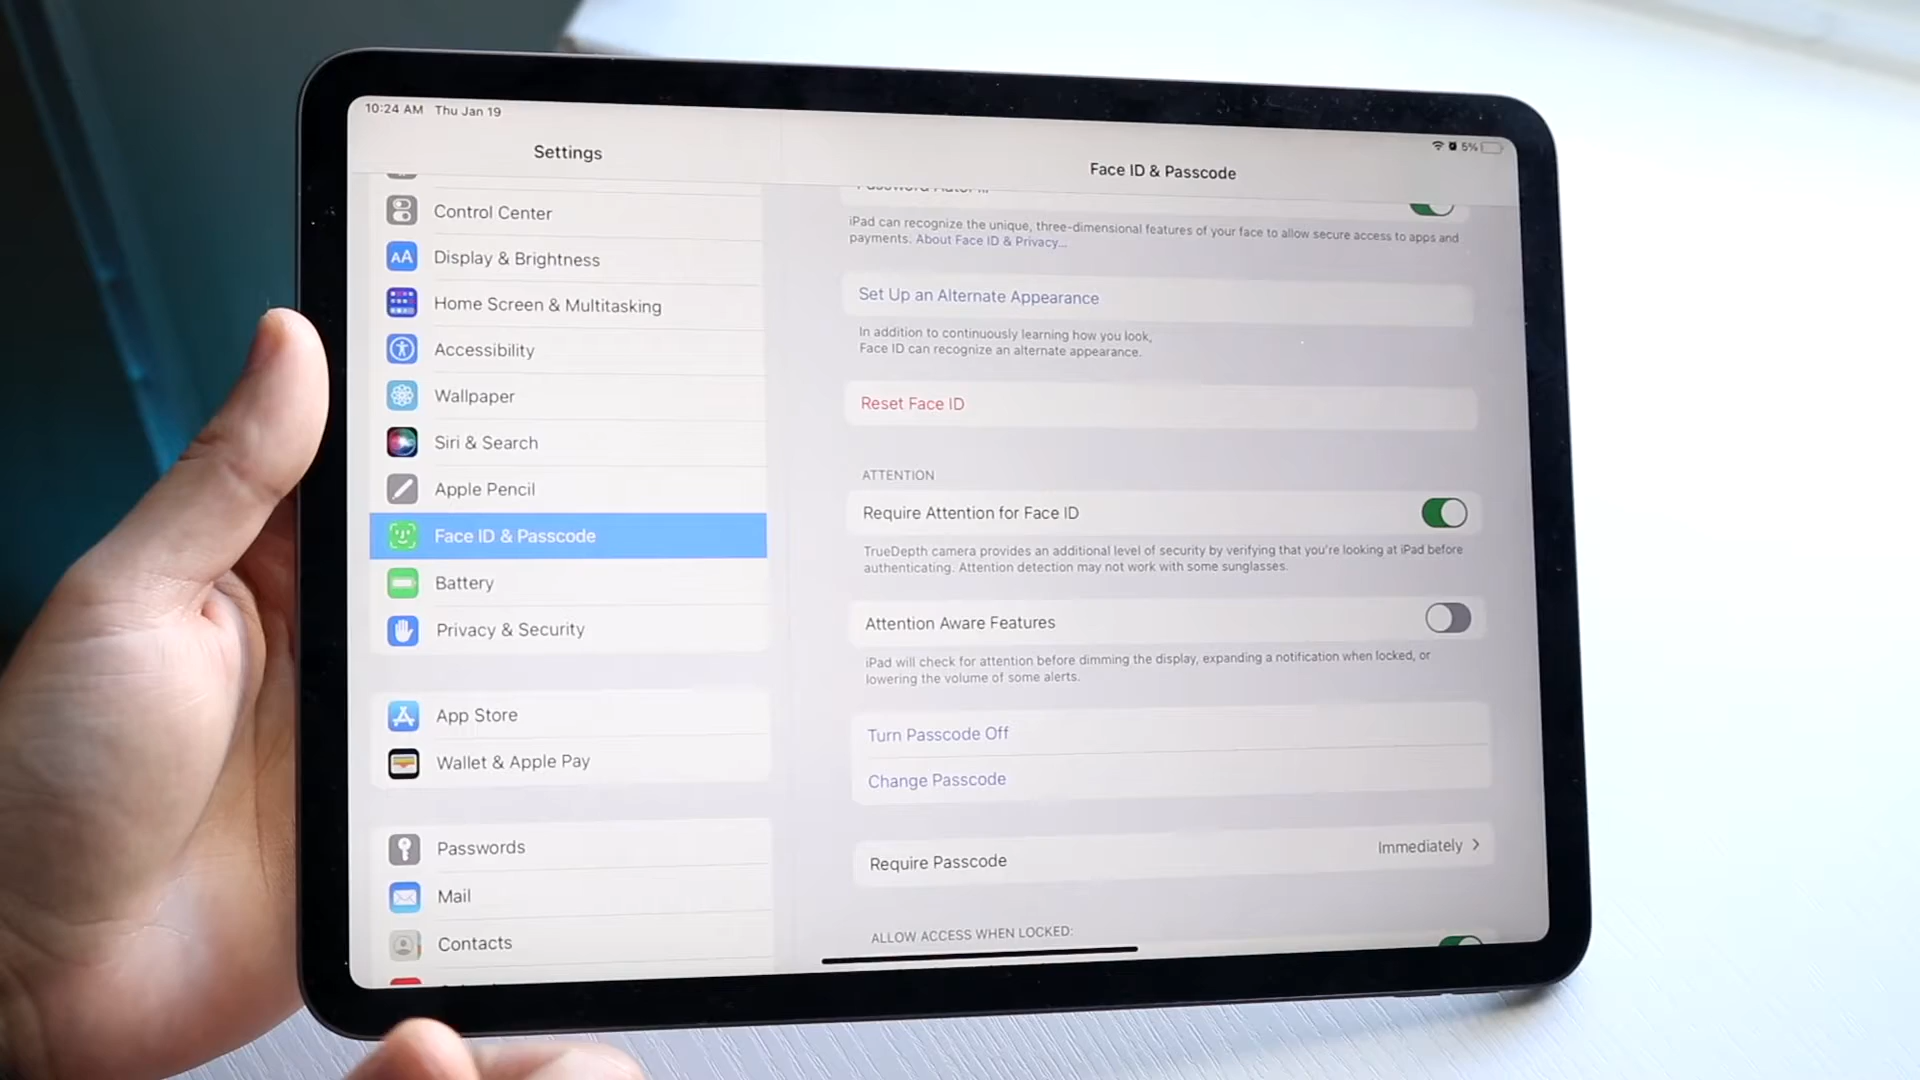 10:24 AM Thu Jan 19
5%
Settings
Control Center
AA Display & Brightness
Home Screen & Multitasking
Accessibility
Wallpaper
Siri & Search
Apple Pencil
Face ID & Passcode
Battery
Privacy & Security
App Store
Wallet & Apple Pay
Passwords
Mail
Contacts
Face ID & Passcode
iPad can recognize the unique, three-dimensional features of your face to allow secure access to apps and
payments. About Face ID & Privacy...
Set Up an Alternate Appearance
In addition to continuously learning how you look,
Face ID can recognize an alternate appearance.
Reset Face ID
ATTENTION
Require Attention for Face ID
TrueDepth camera provides an additional level of security by verifying that you're looking at iPad before
authenticating. Attention detection may not work with some sunglasses.
Attention Aware Features
iPad will check for attention before dimming the display, expanding a notification when locked, or
lowering the volume of some alerts.
Turn Passcode Off
Change Passcode
Require Passcode Immediately
ALLOW ACCESS WHEN LOCKED: